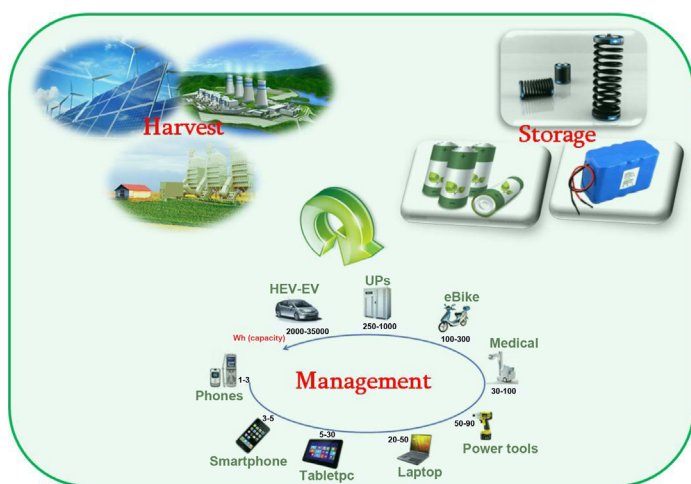 Harvest
Storage
HEV-EV
2000-35000
UPs
250-1000
eBike
100-300
Wh (capacity)
Medical
30-100
Management
Phones
1-3
3-5
Smartphone
5-30
Tabletpc
20-50
Laptop
50-90
Power tools